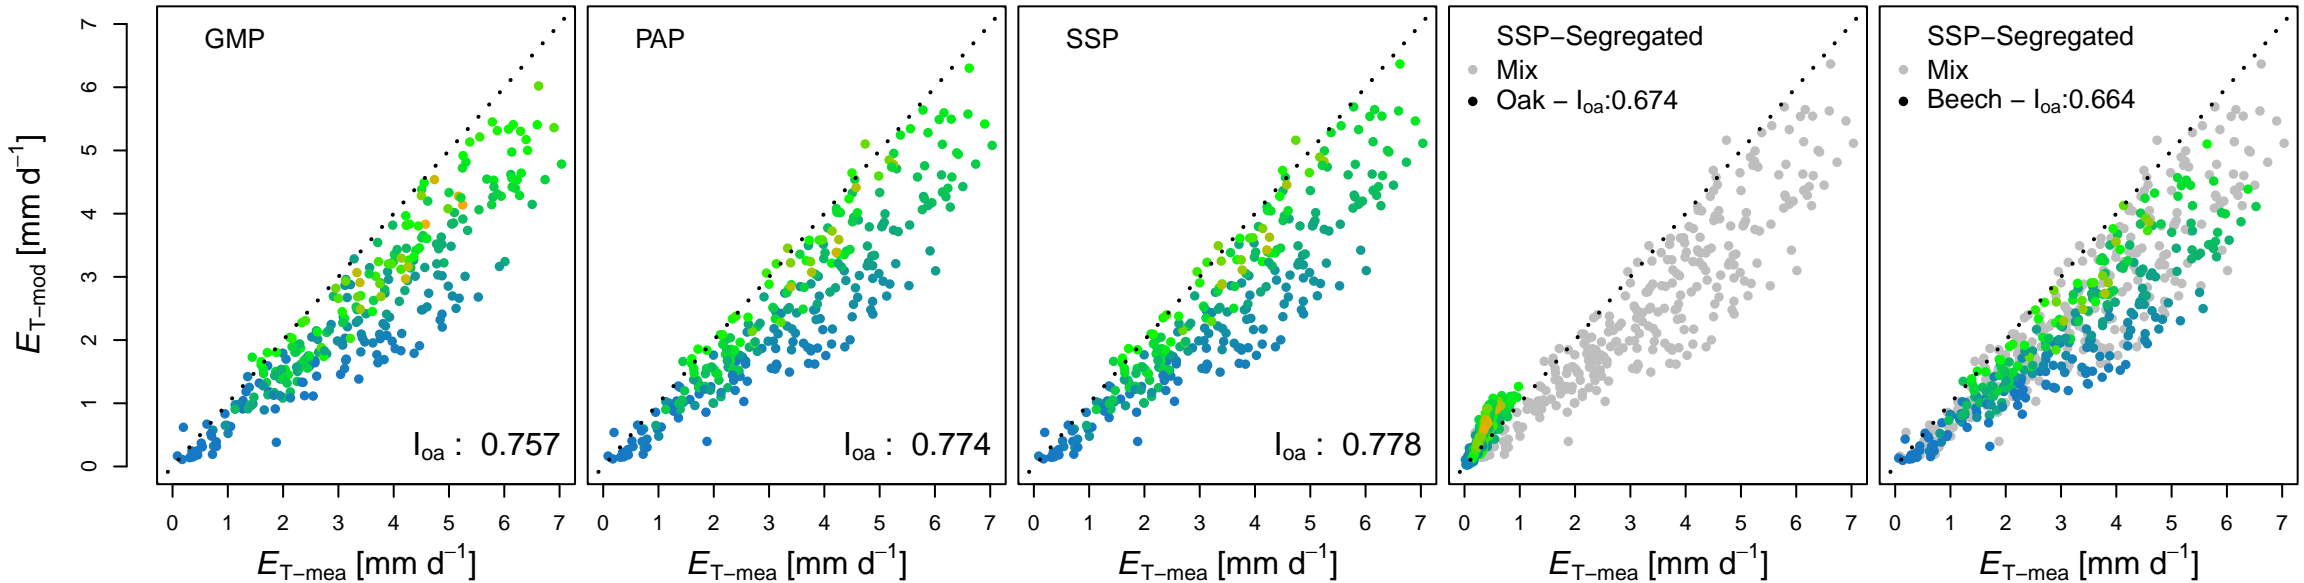 GMP
PAP
SSP
SSP−Segregated
Mix
Oak − Ioa:0.674
SSP−Segregated
Mix
Beech − Ioa:0.664
Ioa : 0.757
Ioa : 0.774
Ioa : 0.778
ET−mod [mm d−1]
7
6
5
4
3
2
1
0
0 1 2 3 4 5 6 7
0 1 2 3 4 5 6 7
0 1 2 3 4 5 6 7
0 1 2 3 4 5 6 7
0 1 2 3 4 5 6 7
ET−mea [mm d−1]
ET−mea [mm d−1]
ET−mea [mm d−1]
ET−mea [mm d−1]
ET−mea [mm d−1]